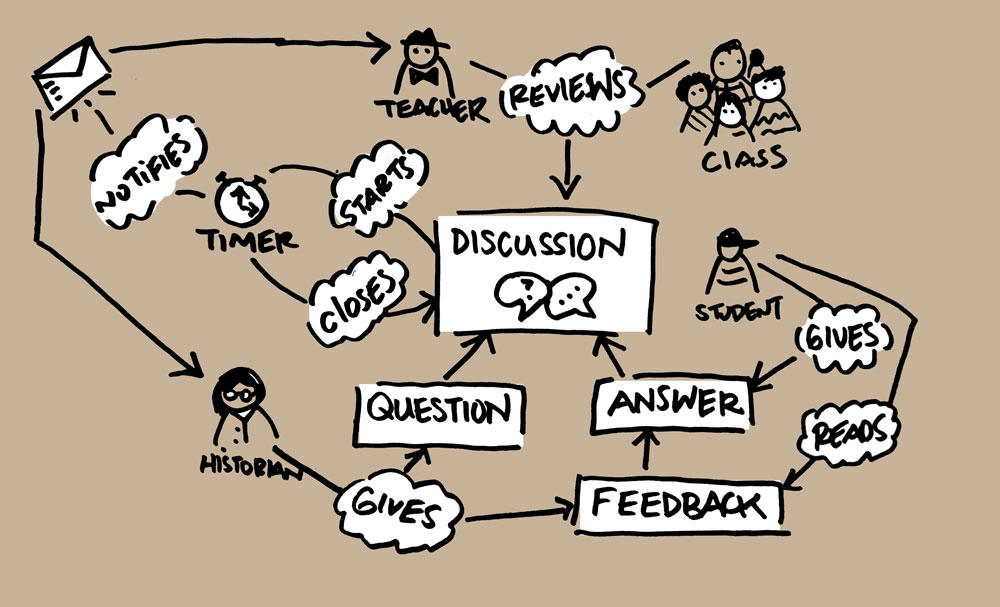 TEACHER
REVIEWS
CLASS
NOTIFIES
TIMER
STARTS
CLOSES
DISCUSSION
?
...
STUDENT
GIVES
QUESTION
ANSWER
READS
HISTORIAN
GIVES
FEEDBACK